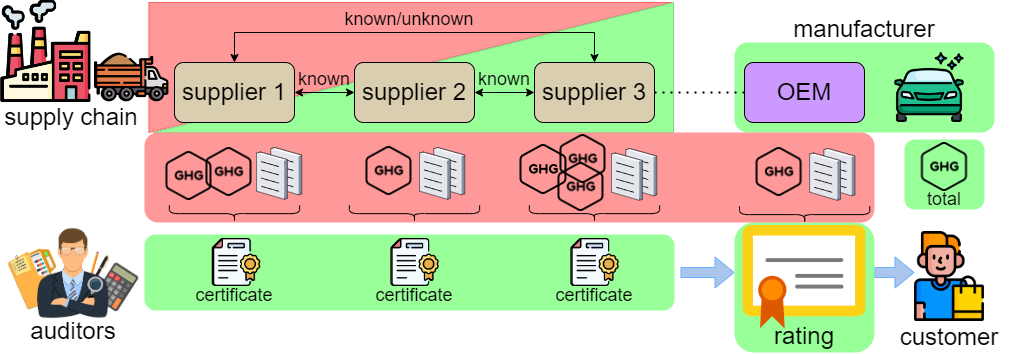 known/unknown
manufacturer
supplier 1
known
supplier 2
known
supplier 3
OEM
supply chain
GHG
GHG
GHG
GHG
GHG
GHG
GHG
GHG
total
certificate
certificate
certificate
auditors
rating
customer